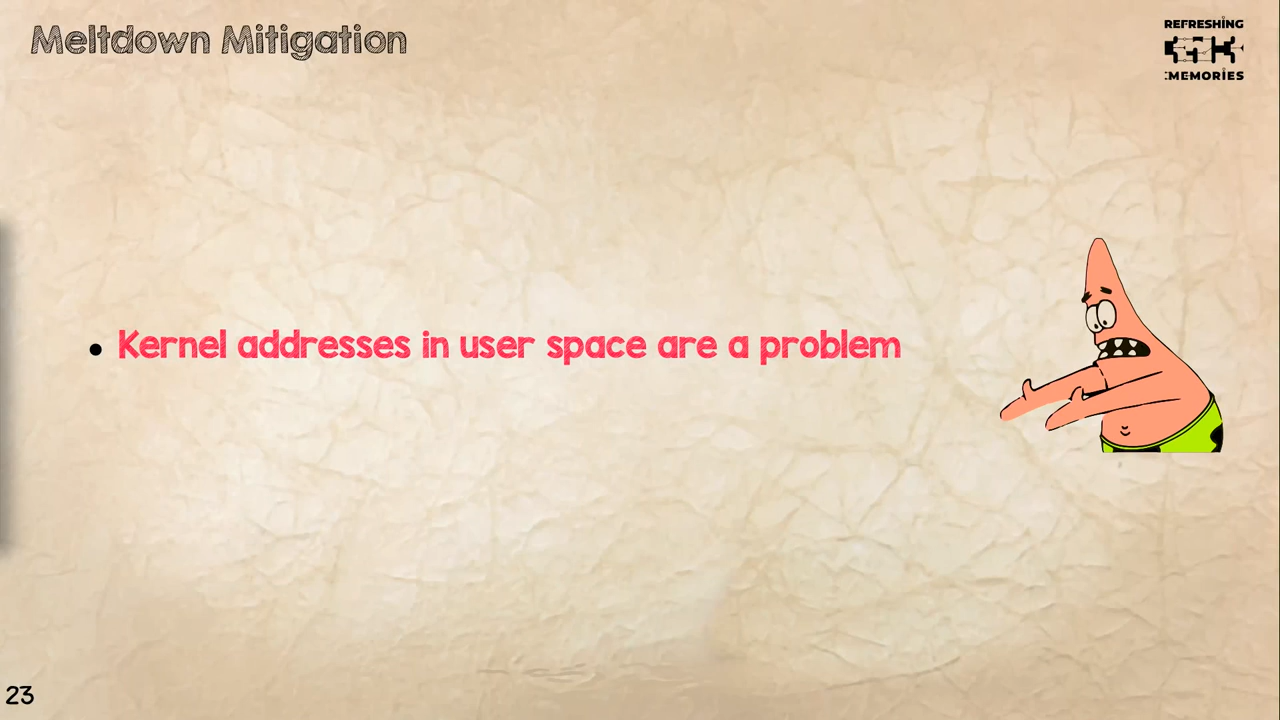 Meltdown Mitigation
REFRESHING
MEMORIES
• Kernel addresses in user space are a problem
23